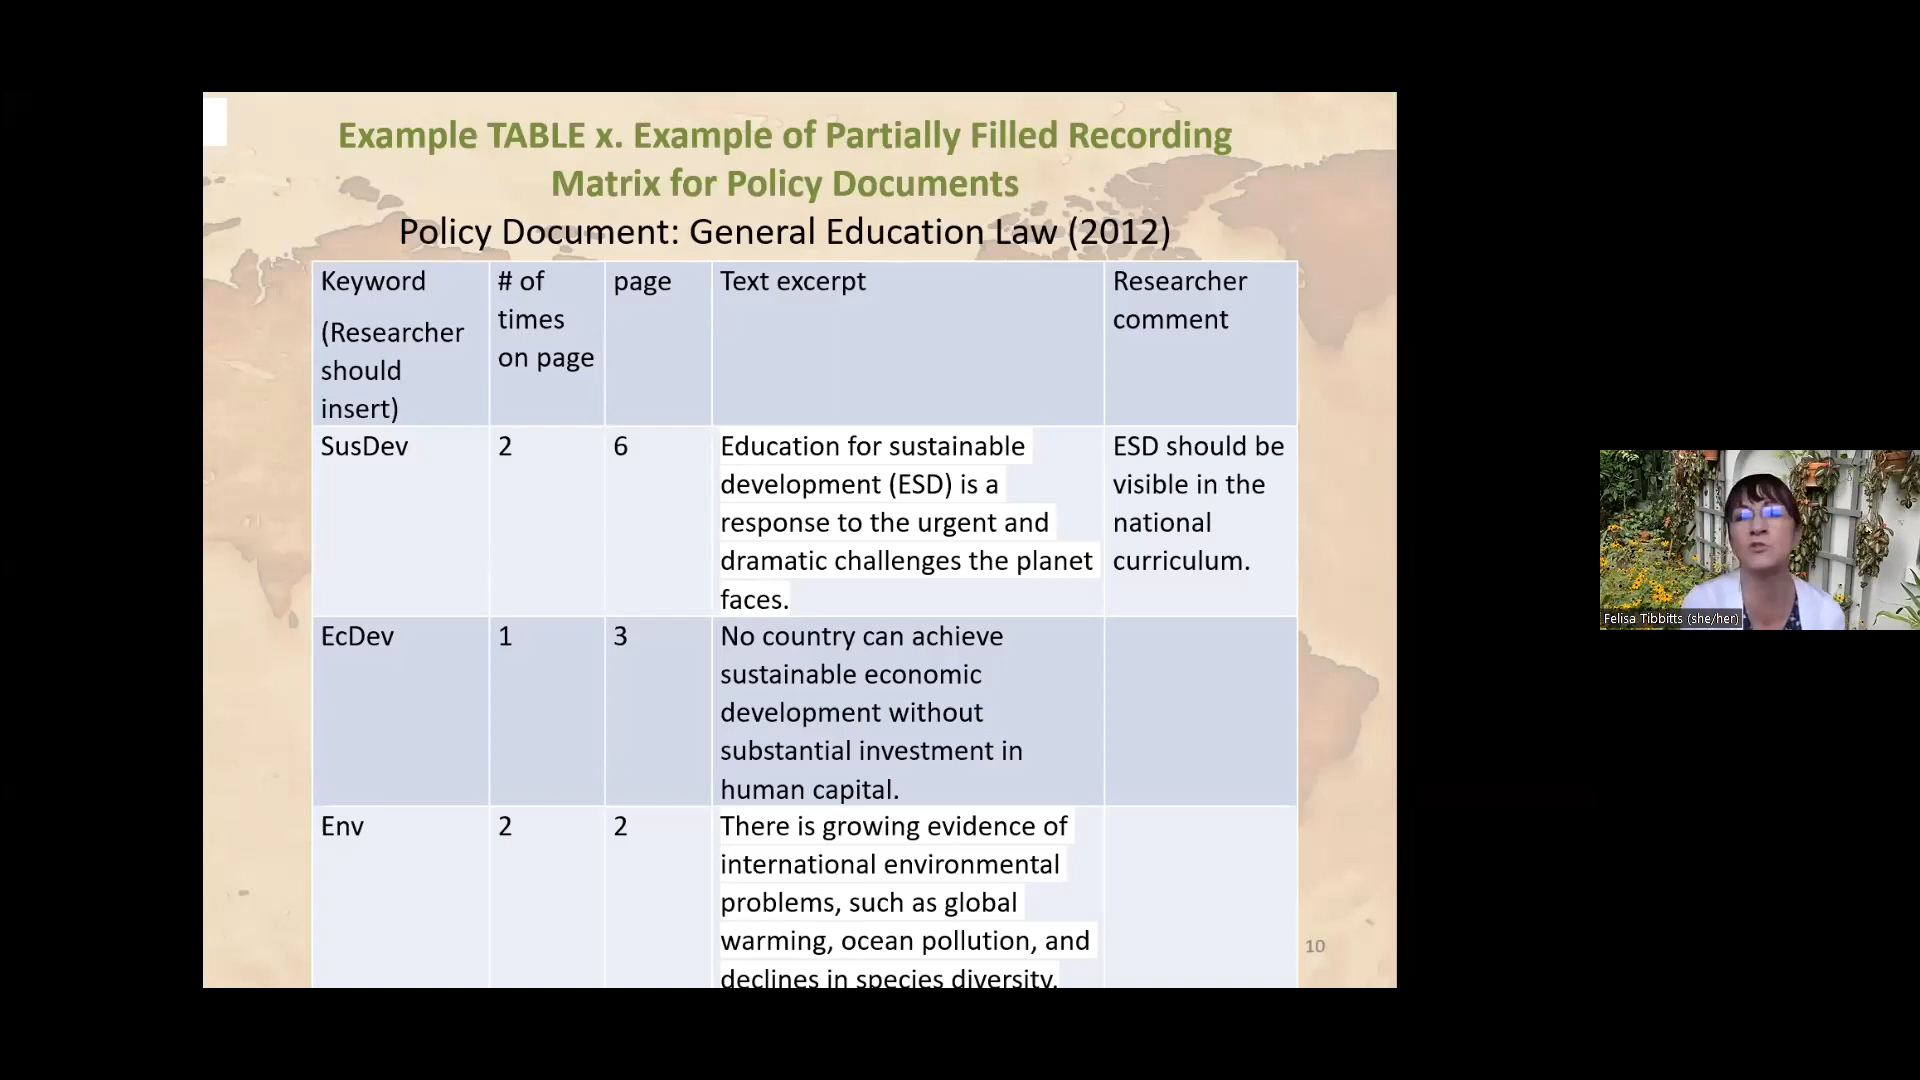 Example TABLE x. Example of Partially Filled Recording
Matrix for Policy Documents
Policy Document: General Education Law (2012)
Keyword
(Researcher
should
insert)
# of
times
on page
page
Text excerpt
Researcher
comment
SusDev
2
6
Education for sustainable
development (ESD) is a
response to the urgent and
dramatic challenges the planet
faces.
ESD should be
visible in the
national
curriculum.
EcDev
1
3
No country can achieve
sustainable economic
development without
substantial investment in
human capital.
Env
2
2
There is growing evidence of
international environmental
problems, such as global
warming, ocean pollution, and
declines in species diversity.
10
Felisa Tibbitts (she/her)